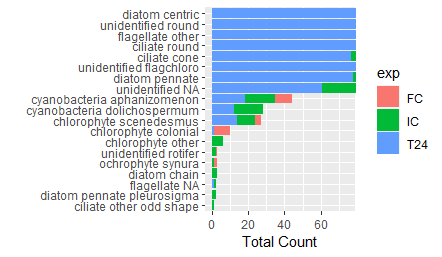 diatom centric
unidentified round
flagellate other
ciliate round
ciliate cone
unidentified flagchloro
diatom pennate
unidentified NA
cyanobacteria aphanizomenon
cyanobacteria dolichospermum
chlorophyte scenedesmus
chlorophyte colonial
chlorophyte other
unidentified rotifer
ochrophyte synura
diatom chain
flagellate NA
diatom pennate pleurosigma
ciliate other odd shape
0 20 40 60
Total Count
exp
FC
IC
T24